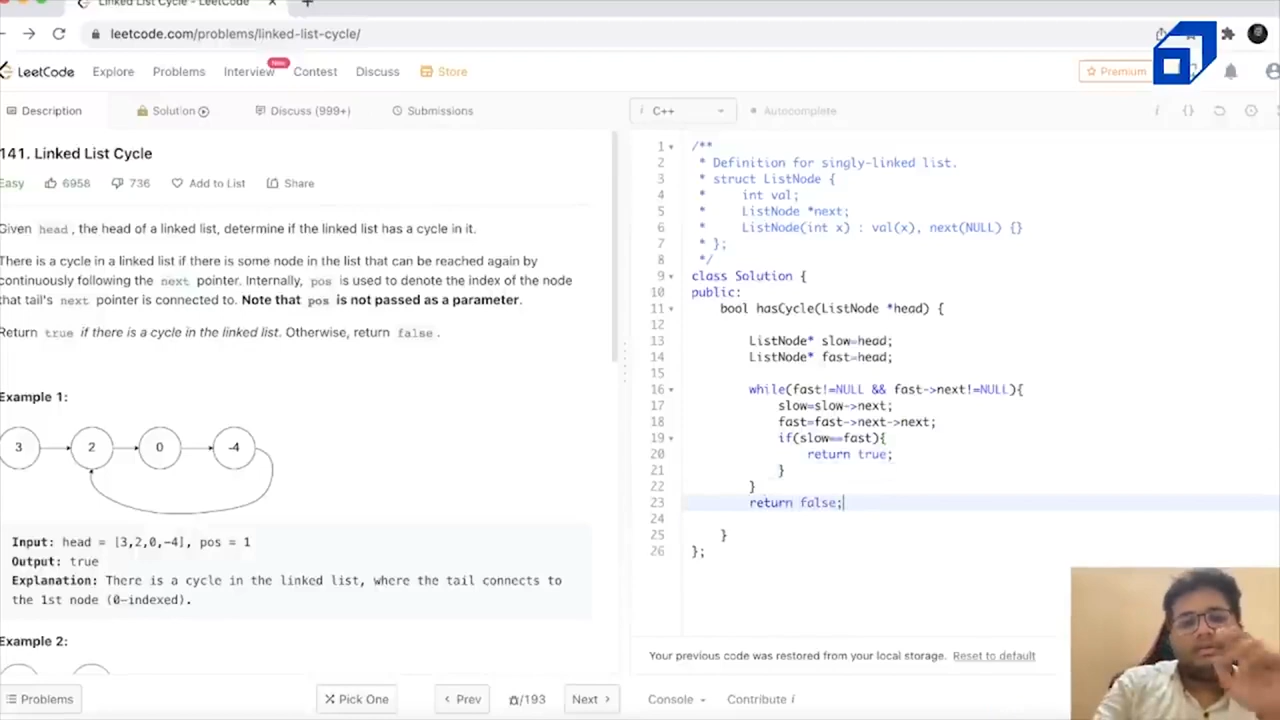 Linked List Cycle - LeetCode
leetcode.com/problems/linked-list-cycle/
LeetCode Explore Problems Interview New Contest Discuss Store
Premium
Description Solution Discuss (999+) Submissions
i C++ Autocomplete
141. Linked List Cycle
Easy 6958 736 Add to List Share
Given head , the head of a linked list, determine if the linked list has a cycle in it.
There is a cycle in a linked list if there is some node in the list that can be reached again by
continuously following the next pointer. Internally, pos is used to denote the index of the node
that tail's next pointer is connected to. Note that pos is not passed as a parameter.
Return true if there is a cycle in the linked list. Otherwise, return false .
Example 1:
3 2 0 -4
Input: head = [3,2,0,-4], pos = 1
Output: true
Explanation: There is a cycle in the linked list, where the tail connects to
the 1st node (0-indexed).
Example 2:
Problems Pick One Prev /193 Next
1 /**
2 * Definition for singly-linked list.
3 * struct ListNode {
4 * int val;
5 * ListNode *next;
6 * ListNode(int x) : val(x), next(NULL) {}
7 * };
8 */
9 class Solution {
10 public:
11 bool hasCycle(ListNode *head) {
12
13 ListNode* slow=head;
14 ListNode* fast=head;
15
16 while(fast!=NULL && fast->next!=NULL){
17 slow=slow->next;
18 fast=fast->next->next;
19 if(slow==fast){
20 return true;
21 }
22 }
23 return false;
24
25 }
26 };
Your previous code was restored from your local storage. Reset to default
Console Contribute i